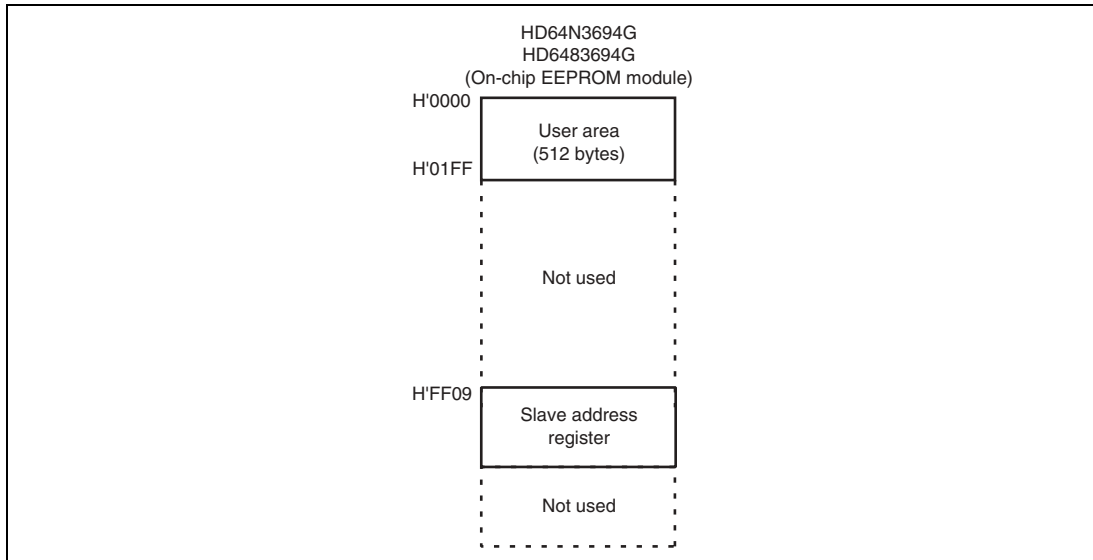 HD64N3694G
HD6483694G
(On-chip EEPROM module)
H'0000
User area
(512 bytes)
H'01FF
Not used
H'FF09
Slave address
register
Not used